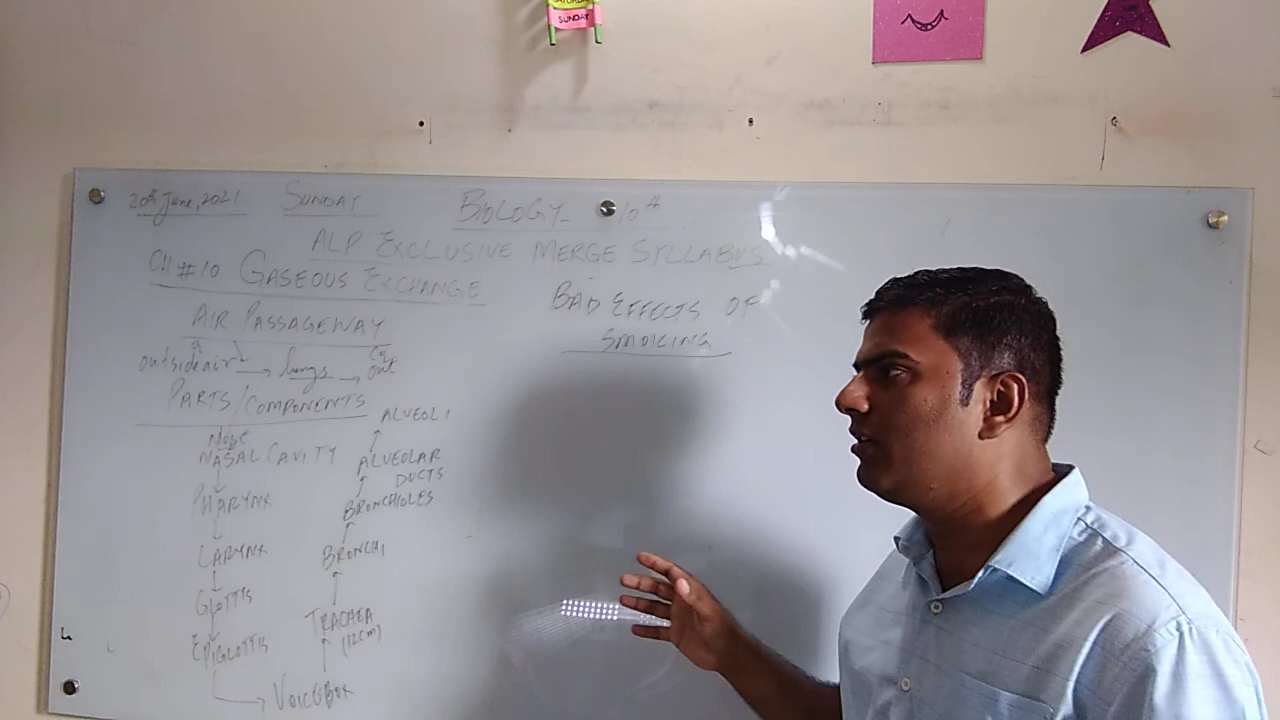 SATURDAY
SUNDAY
20th June, 2021 SUNDAY BIOLOGY 10th
ALP EXCLUSIVE MERGE SYLLABUS
CH #10 GASEOUS EXCHANGE
AIR PASSAGEWAY
outside air → lungs → out
PARTS/COMPONENTS
NOSE
NASAL CAVITY
PHARYNX
LARYNX
GLOTTIS
EPIGLOTTIS
VOICEBOX
TRACHEA
(12cm)
BRONCHI
BRONCHIOLES
ALVEOLAR
DUCTS
ALVEOLI
BAD EFFECTS OF
SMOKING